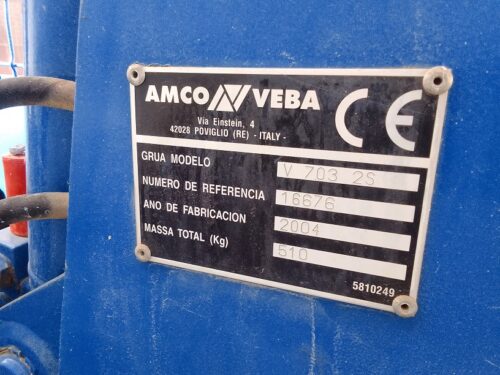 AMCO VEBA CE
Via Einstein, 4
42028 POVIGLIO (RE) - ITALY -
GRUA MODELO V 703 2S
NUMERO DE REFERENCIA 16676
ANO DE FABRICACION 2004
MASSA TOTAL (Kg) 510
5810249